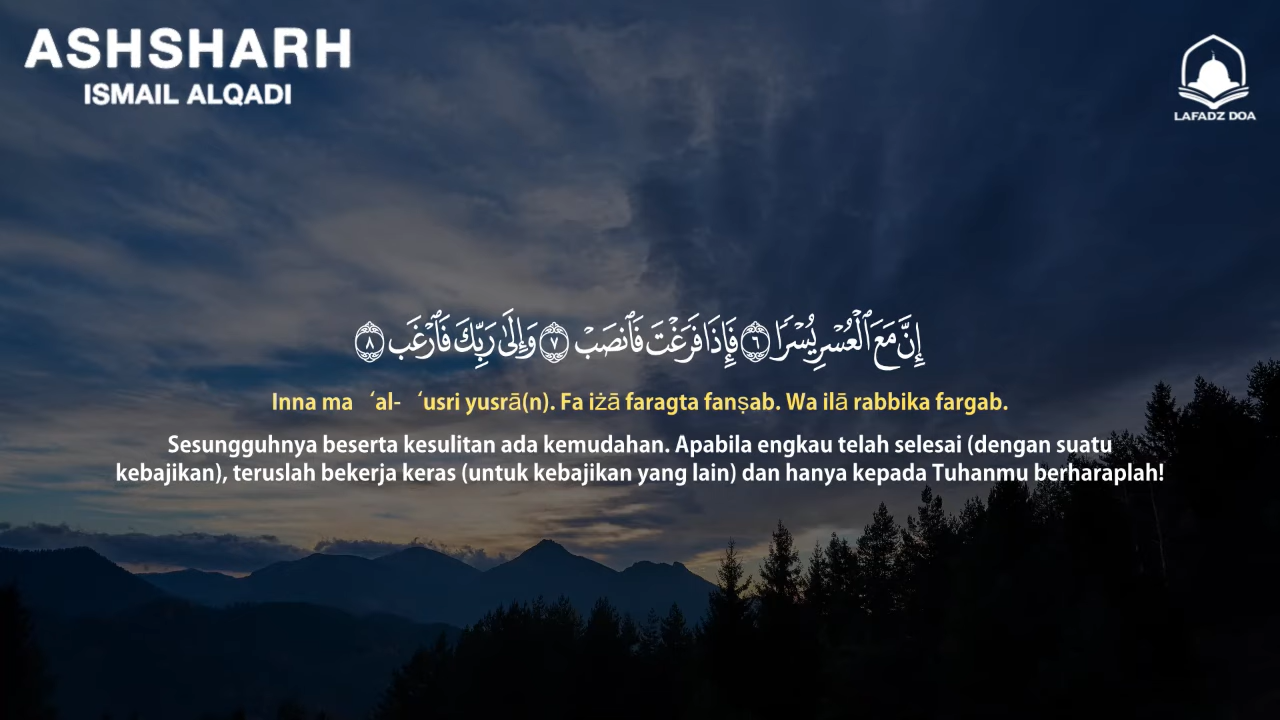 ASHSHARH
ISMAIL ALQADI
LAFADZ DOA
إِنَّ مَعَ ٱلْعُسْرِ يُسْرًا ٦ فَإِذَا فَرَغْتَ فَٱنصَبْ ٧ وَإِلَىٰ رَبِّكَ فَٱرْغَب ٨
Inna ma‘al-‘usri yusrā(n). Fa iżā faragta fanṣab. Wa ilā rabbika fargab.
Sesungguhnya beserta kesulitan ada kemudahan. Apabila engkau telah selesai (dengan suatu
kebajikan), teruslah bekerja keras (untuk kebajikan yang lain) dan hanya kepada Tuhanmu berharaplah!